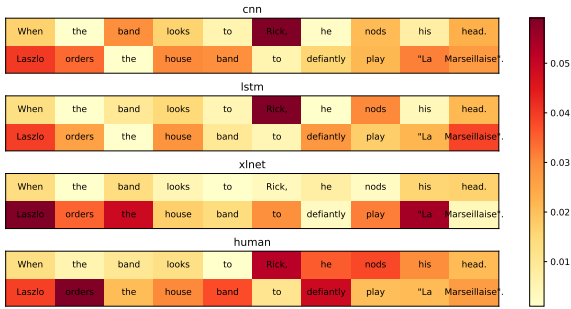 cnn
When the band looks to Rick, he nods his head.
Laszlo orders the house band to defiantly play "La Marseillaise".
lstm
When the band looks to Rick, he nods his head.
Laszlo orders the house band to defiantly play "La Marseillaise".
xlnet
When the band looks to Rick, he nods his head.
Laszlo orders the house band to defiantly play "La Marseillaise".
human
When the band looks to Rick, he nods his head.
Laszlo orders the house band to defiantly play "La Marseillaise".
0.05
0.04
0.03
0.02
0.01